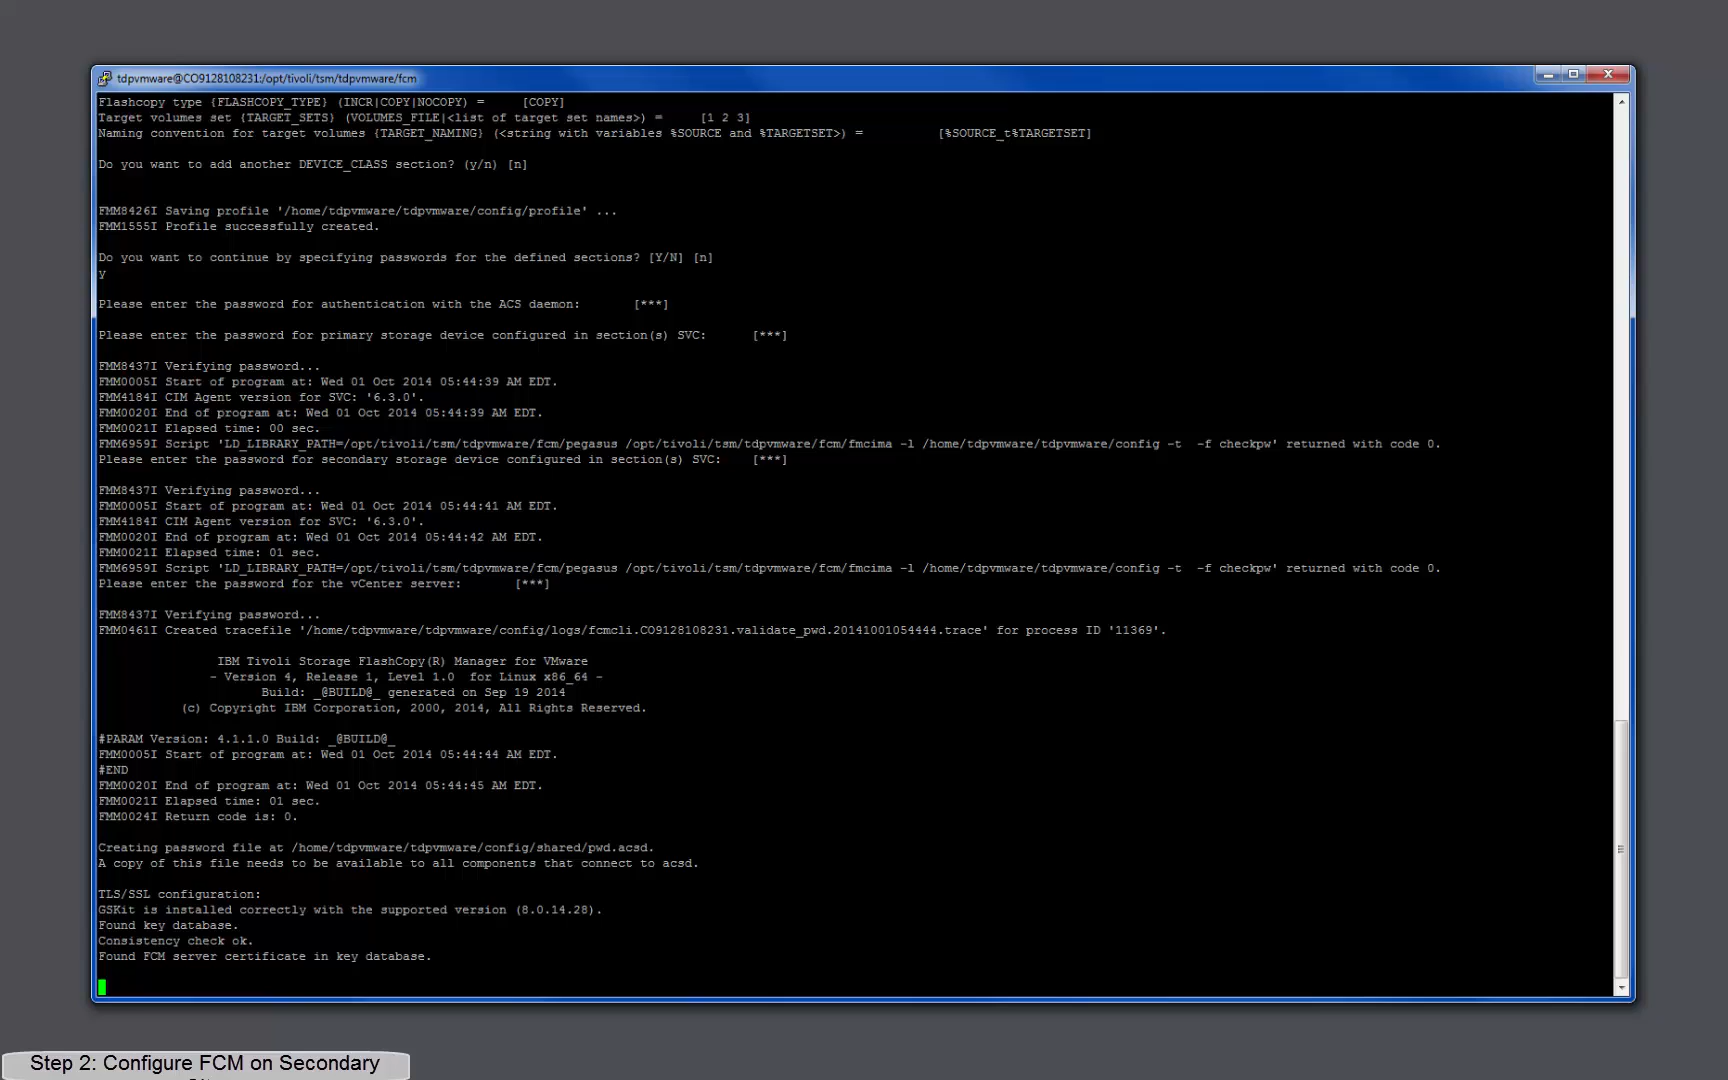 tdpvmware@CO9128108231:/opt/tivoli/tsm/tdpvmware/fcm
Flashcopy type {FLASHCOPY_TYPE} (INCR|COPY|NOCOPY) = [COPY]
Target volumes set {TARGET_SETS} (VOLUMES_FILE|<list of target set names>) = [1 2 3]
Naming convention for target volumes {TARGET_NAMING} (<string with variables %SOURCE and %TARGETSET>) = [%SOURCE_t%TARGETSET]
Do you want to add another DEVICE_CLASS section? (y/n) [n]
FMM8426I Saving profile '/home/tdpvmware/tdpvmware/config/profile' ...
FMM1555I Profile successfully created.
Do you want to continue by specifying passwords for the defined sections? [Y/N] [n]
y
Please enter the password for authentication with the ACS daemon: [***]
Please enter the password for primary storage device configured in section(s) SVC: [***]
FMM8437I Verifying password...
FMM0005I Start of program at: Wed 01 Oct 2014 05:44:39 AM EDT.
FMM4184I CIM Agent version for SVC: '6.3.0'.
FMM0020I End of program at: Wed 01 Oct 2014 05:44:39 AM EDT.
FMM0021I Elapsed time: 00 sec.
FMM6959I Script 'LD_LIBRARY_PATH=/opt/tivoli/tsm/tdpvmware/fcm/pegasus /opt/tivoli/tsm/tdpvmware/fcm/fmcima -l /home/tdpvmware/tdpvmware/config -t  -f checkpw' returned with code 0.
Please enter the password for secondary storage device configured in section(s) SVC: [***]
FMM8437I Verifying password...
FMM0005I Start of program at: Wed 01 Oct 2014 05:44:41 AM EDT.
FMM4184I CIM Agent version for SVC: '6.3.0'.
FMM0020I End of program at: Wed 01 Oct 2014 05:44:42 AM EDT.
FMM0021I Elapsed time: 01 sec.
FMM6959I Script 'LD_LIBRARY_PATH=/opt/tivoli/tsm/tdpvmware/fcm/pegasus /opt/tivoli/tsm/tdpvmware/fcm/fmcima -l /home/tdpvmware/tdpvmware/config -t  -f checkpw' returned with code 0.
Please enter the password for the vCenter server: [***]
FMM8437I Verifying password...
FMM0461I Created tracefile '/home/tdpvmware/tdpvmware/config/logs/fcmcli.CO9128108231.validate_pwd.20141001054444.trace' for process ID '11369'.
IBM Tivoli Storage FlashCopy(R) Manager for VMware
- Version 4, Release 1, Level 1.0  for Linux x86_64 -
Build: _@BUILD@_ generated on Sep 19 2014
(c) Copyright IBM Corporation, 2000, 2014, All Rights Reserved.
#PARAM Version: 4.1.1.0 Build: _@BUILD@_
FMM0005I Start of program at: Wed 01 Oct 2014 05:44:44 AM EDT.
#END
FMM0020I End of program at: Wed 01 Oct 2014 05:44:45 AM EDT.
FMM0021I Elapsed time: 01 sec.
FMM0024I Return code is: 0.
Creating password file at /home/tdpvmware/tdpvmware/config/shared/pwd.acsd.
A copy of this file needs to be available to all components that connect to acsd.
TLS/SSL configuration:
GSKit is installed correctly with the supported version (8.0.14.28).
Found key database.
Consistency check ok.
Found FCM server certificate in key database.
Step 2: Configure FCM on Secondary